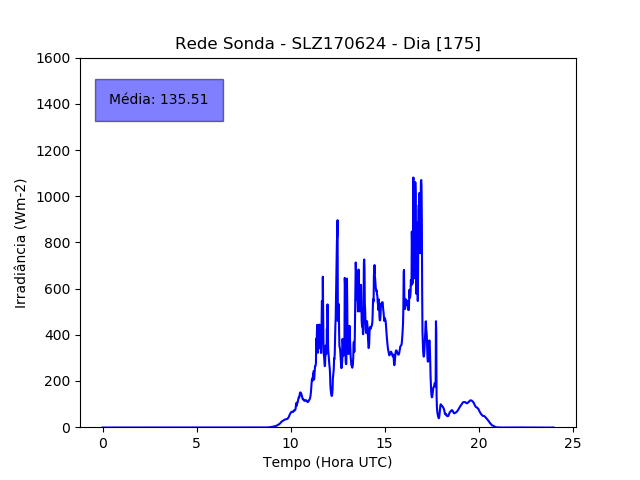 Rede Sonda - SLZ170624 - Dia [175]
1600
1400
1200
1000
800
600
400
200
0
Média: 135.51
Irradiância (Wm-2)
0 5 10 15 20 25
Tempo (Hora UTC)